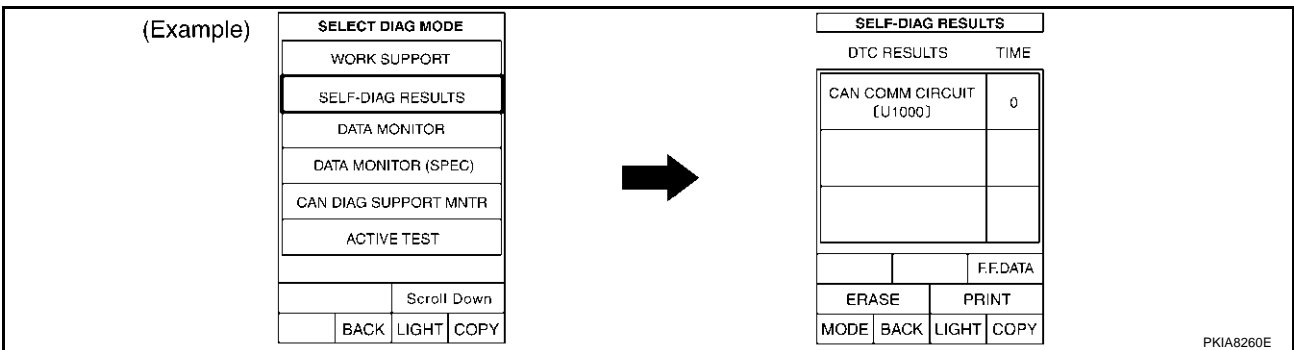 (Example)
SELECT DIAG MODE
WORK SUPPORT
SELF-DIAG RESULTS
DATA MONITOR
DATA MONITOR (SPEC)
CAN DIAG SUPPORT MNTR
ACTIVE TEST
Scroll Down
BACK LIGHT COPY
SELF-DIAG RESULTS
DTC RESULTS TIME
CAN COMM CIRCUIT 0
[U1000]
F.F.DATA
ERASE PRINT
MODE BACK LIGHT COPY
PKIA8260E